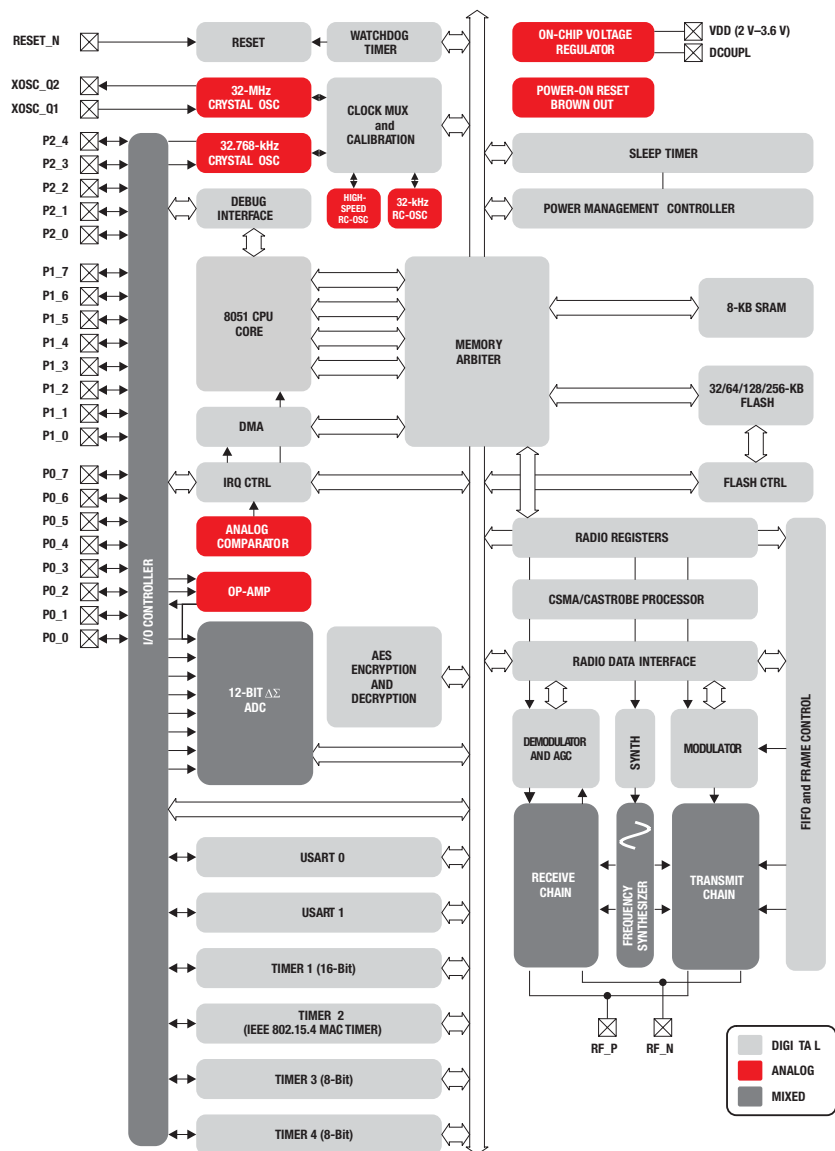 RESET_N
RESET
WATCHDOG
TIMER
ON-CHIP VOLTAGE
REGULATOR
VDD (2 V–3.6 V)
DCOUPL
XOSC_Q2
XOSC_Q1
32-MHz
CRYSTAL OSC
CLOCK MUX
and
CALIBRATION
POWER-ON RESET
BROWN OUT
P2_4
P2_3
P2_2
P2_1
P2_0
32.768-kHz
CRYSTAL OSC
SLEEP TIMER
DEBUG
INTERFACE
HIGH-
SPEED
RC-OSC
32-kHz
RC-OSC
POWER MANAGEMENT CONTROLLER
P1_7
P1_6
P1_5
P1_4
P1_3
P1_2
P1_1
P1_0
8051 CPU
CORE
MEMORY
ARBITER
8-KB SRAM
32/64/128/256-KB
FLASH
DMA
P0_7
P0_6
P0_5
P0_4
P0_3
P0_2
P0_1
P0_0
I/O CONTROLLER
IRQ CTRL
FLASH CTRL
ANALOG
COMPARATOR
RADIO REGISTERS
OP-AMP
CSMA/CASTROBE PROCESSOR
12-BIT ΔΣ
ADC
AES
ENCRYPTION
AND
DECRYPTION
RADIO DATA INTERFACE
DEMODULATOR
AND AGC
SYNTH
MODULATOR
FIFO and FRAME CONTROL
RECEIVE
CHAIN
FREQUENCY
SYNTHESIZER
TRANSMIT
CHAIN
USART 0
USART 1
TIMER 1 (16-Bit)
TIMER 2
(IEEE 802.15.4 MAC TIMER)
TIMER 3 (8-Bit)
TIMER 4 (8-Bit)
RF_P
RF_N
DIGI TA L
ANALOG
MIXED